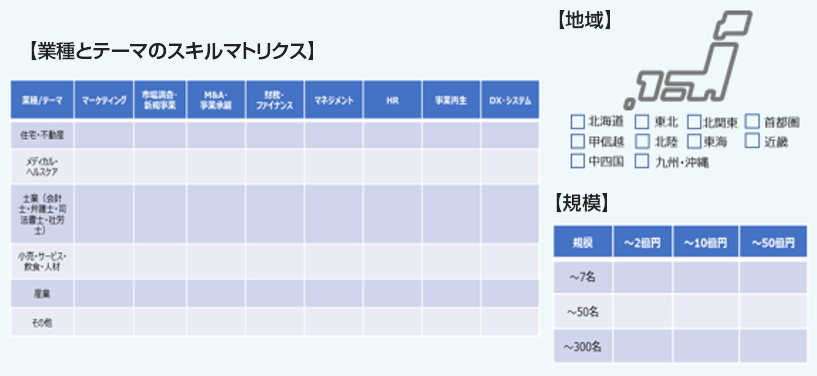 【業種とテーマのスキルマトリクス】
業種/テーマ
マーケティング
市場調査・
新規事業
M&A・
事業承継
財務・
ファイナンス
マネジメント
HR
事業再生
DX・システム
住宅・不動産
メディカル・
ヘルスケア
士業（会計
士・弁護士・司
法書士・社労
士）
小売・サービス・
飲食・人材
産業
その他
【地域】
北海道 東北 北関東 首都圏
甲信越 北陸 東海 近畿
中四国 九州・沖縄
【規模】
規模 ～2億円 ～10億円 ～50億円
～7名
～50名
～300名